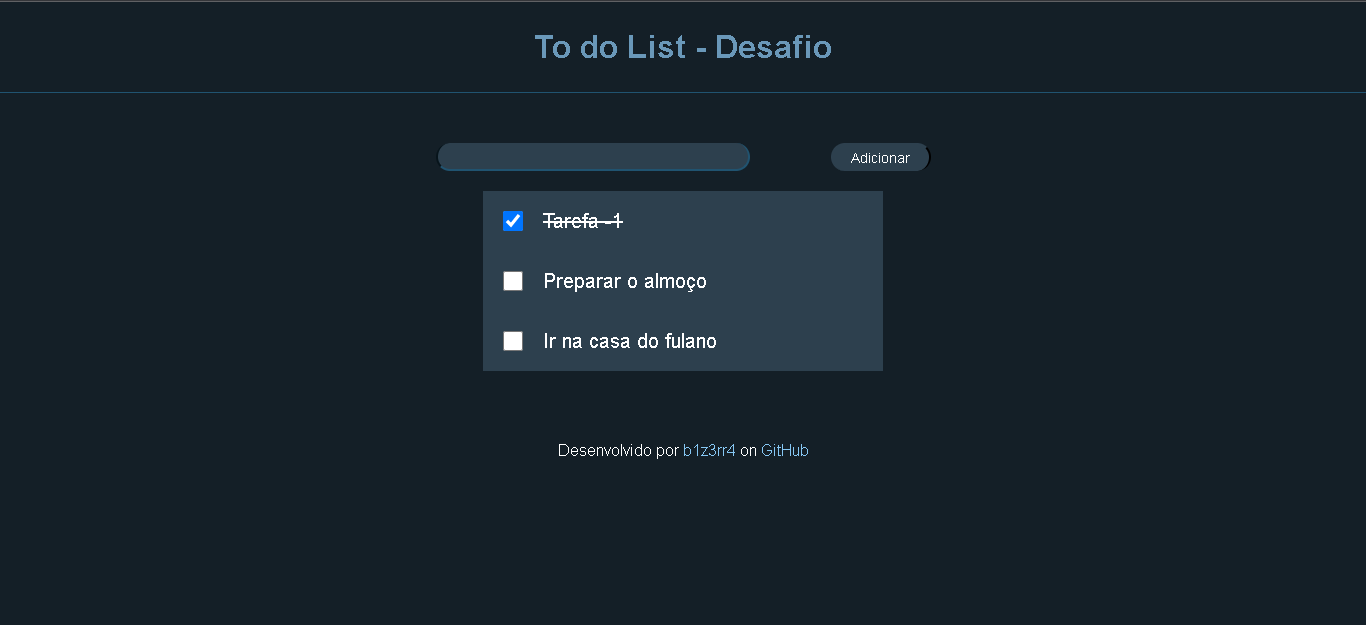 To do List - Desafio
Adicionar
Tarefa -1
Preparar o almoço
Ir na casa do fulano
Desenvolvido por b1z3rr4 on GitHub